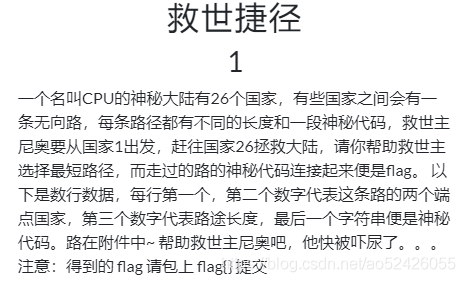 救世捷径
1
一个名叫CPU的神秘大陆有26个国家，有些国家之间会有一
条无向路，每条路径都有不同的长度和一段神秘代码，救世主
尼奥要从国家1出发，赶往国家26拯救大陆，请你帮助救世主
选择最短路径，而走过的路的神秘代码连接起来便是flag。 以
下是数行数据，每行第一个，第二个数字代表这条路的两个端
点国家，第三个数字代表路途长度，最后一个字符串便是神秘
代码。路在附件中~ 帮助救世主尼奥吧，他快被吓尿了。。。
注意：得到的 flag 请包上 flag{} 提交
blog.csdn.net/ao52426055